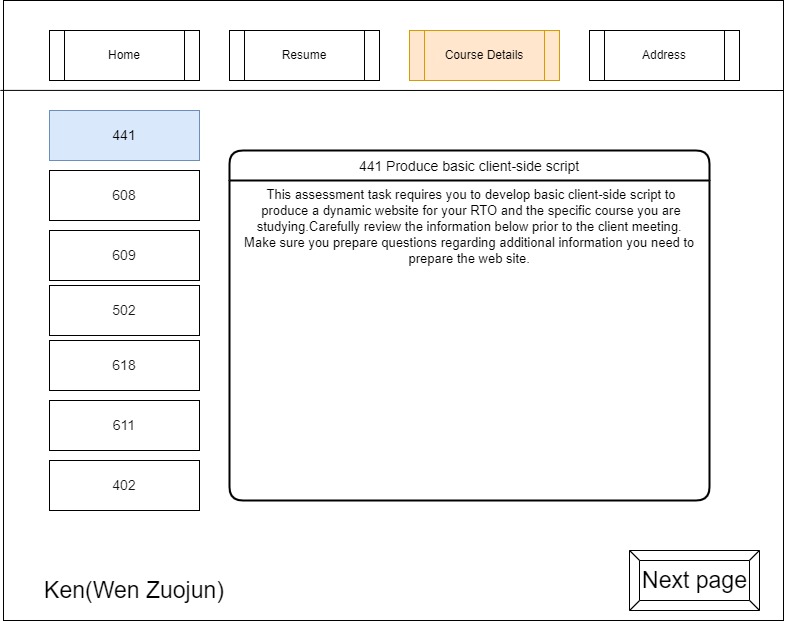 Home
Resume
Course Details
Address
441
608
609
502
618
611
402
441 Produce basic client-side script
This assessment task requires you to develop basic client-side script to
produce a dynamic website for your RTO and the specific course you are
studying.Carefully review the information below prior to the client meeting.
Make sure you prepare questions regarding additional information you need to
prepare the web site.
Ken(Wen Zuojun)
Next page